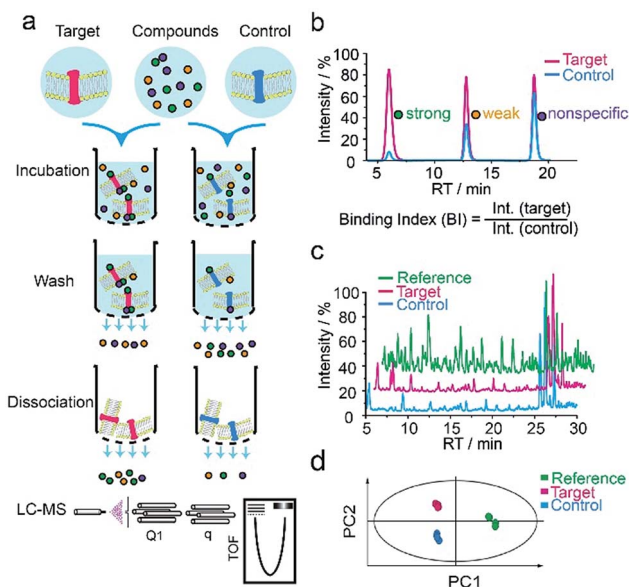 a
Target
Compounds
Control
Incubation
Wash
Dissociation
LC-MS
Q1
q
TOF
b
Intensity / %
100
80
60
40
20
0
Target
Control
strong
weak
nonspecific
5
10
15
20
RT / min
Binding Index (BI) = Int. (target)
Int. (control)
c
Reference
Target
Control
Intensity / %
100
80
60
40
20
0
5
10
15
20
25
30
RT / min
d
Reference
Target
Control
PC2
PC1